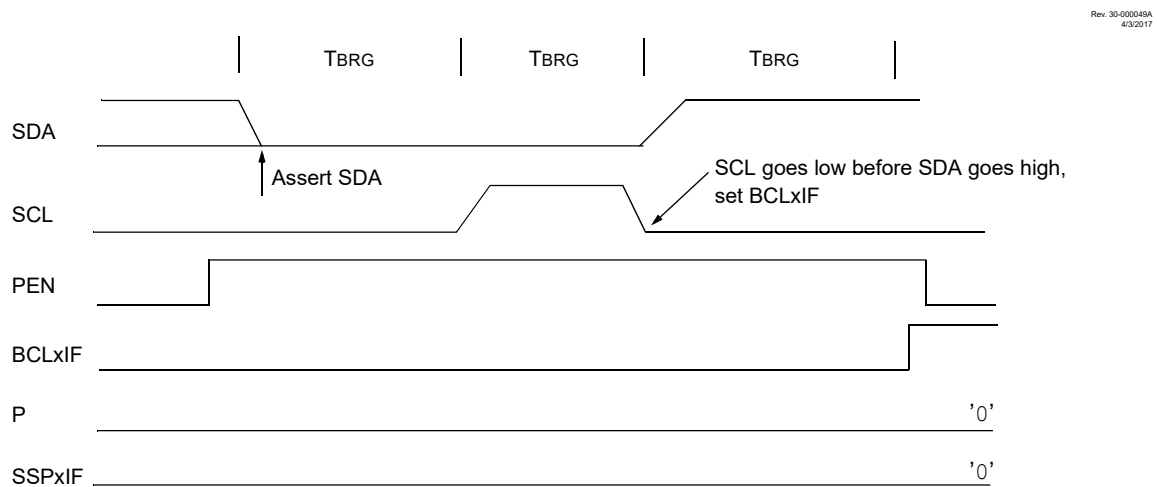 Rev. 30-000049A
4/3/2017
TBRG TBRG TBRG
SDA
Assert SDA
SCL goes low before SDA goes high,
set BCLxIF
SCL
PEN
BCLxIF
P '0'
SSPxIF '0'